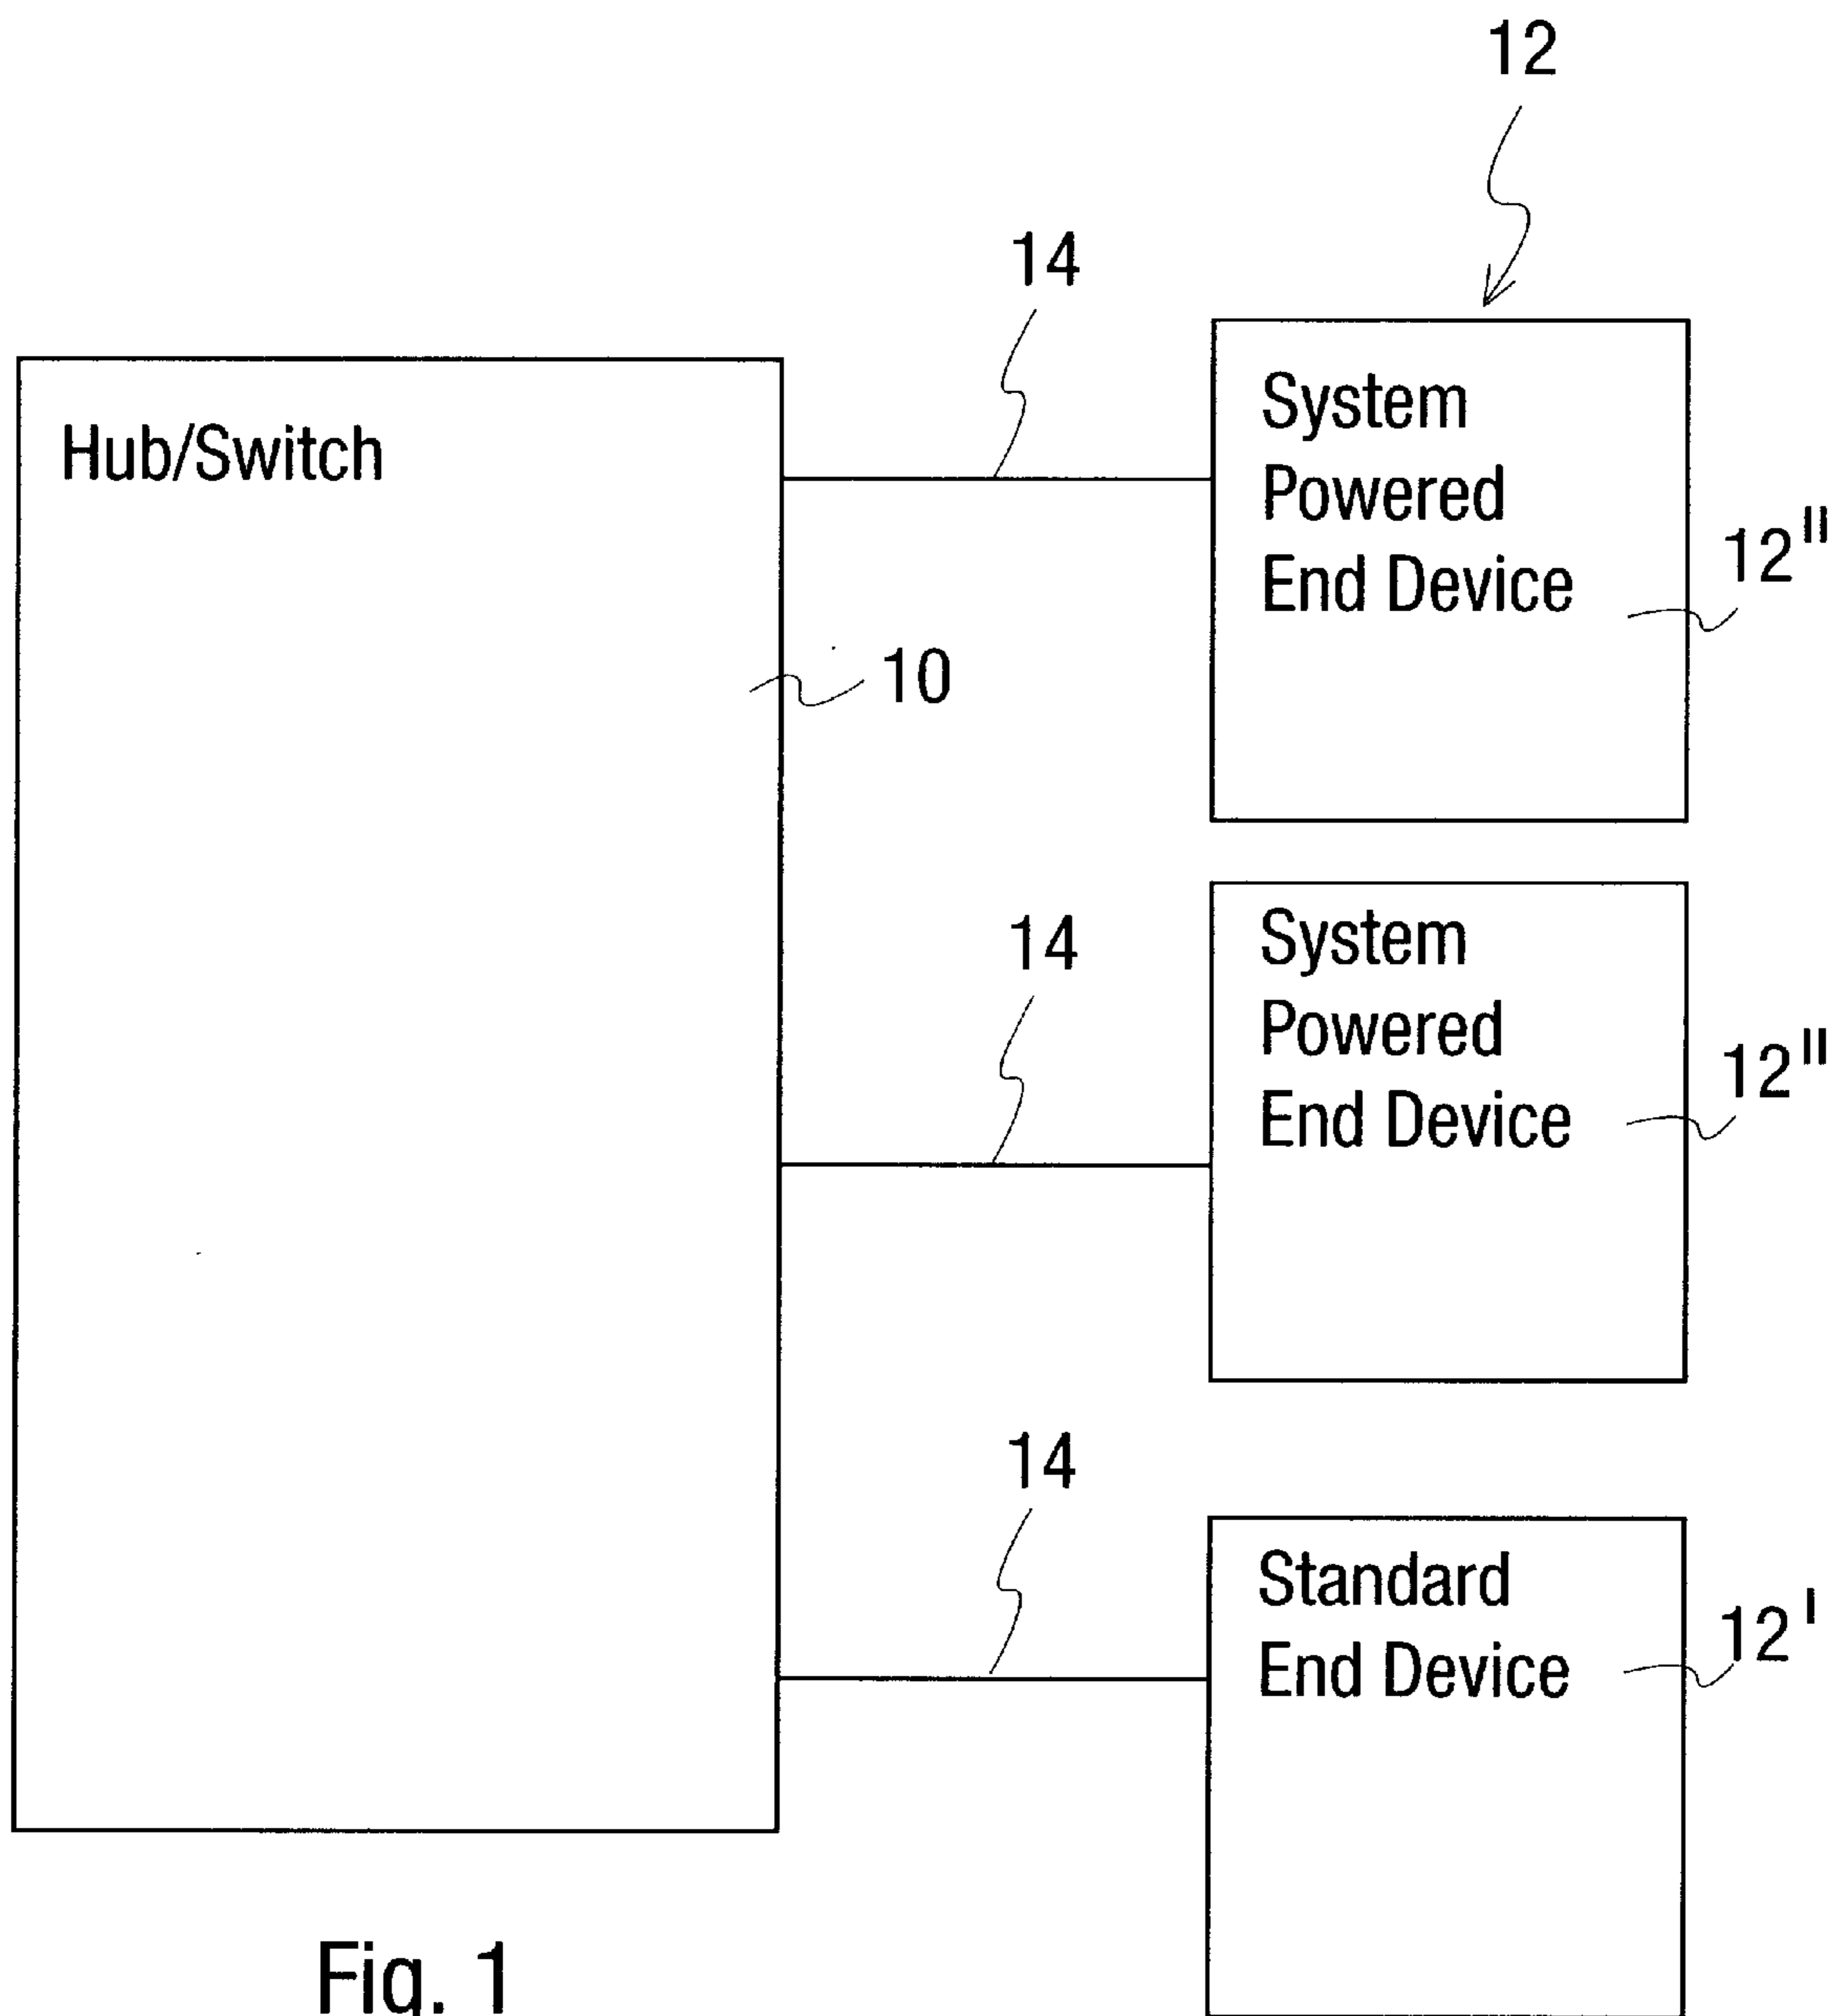 12
14
System
Powered
End Device
12"
Hub/Switch
10
14
System
Powered
End Device
12"
14
Standard
End Device
12'
Fig. 1